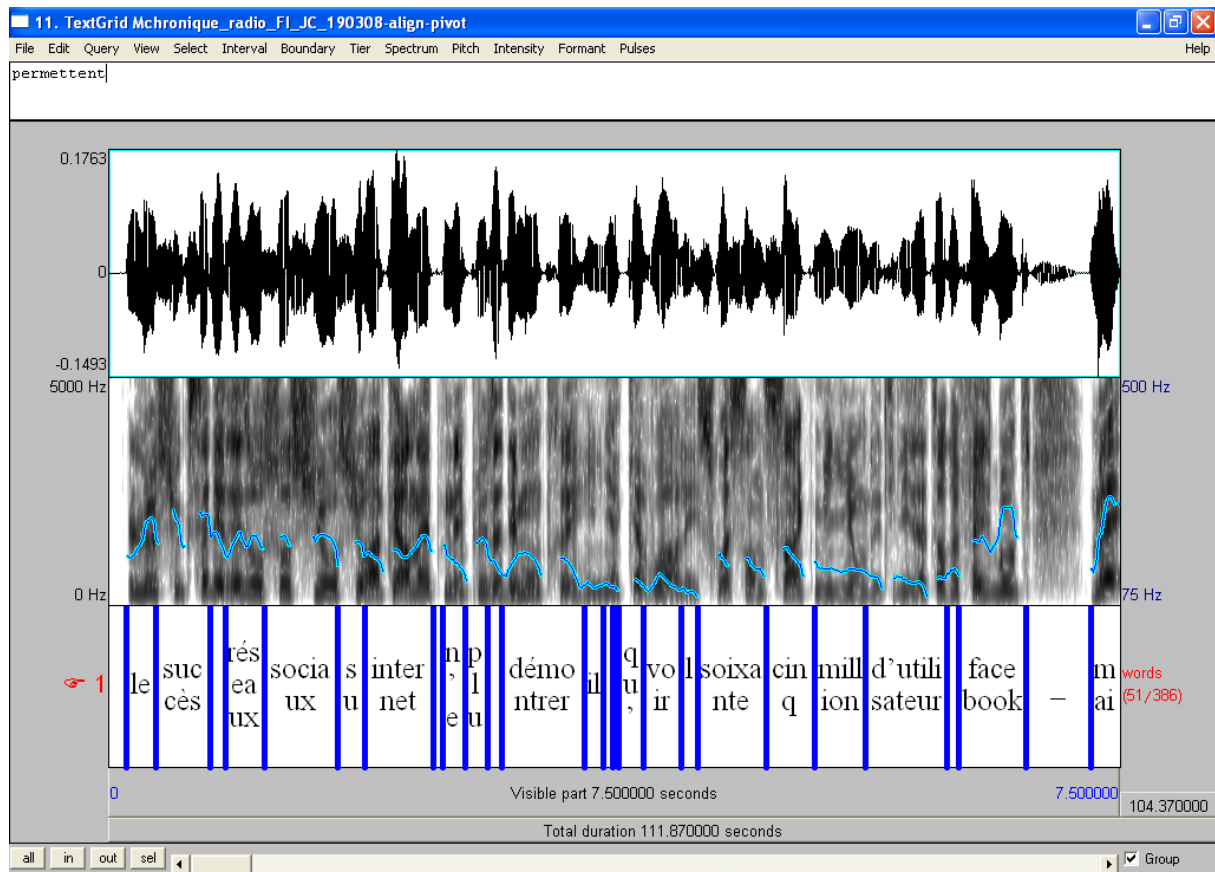 11. TextGrid Mchronique_radio_FI_JC_190308-align-pivot
File Edit Query View Select Interval Boundary Tier Spectrum Pitch Intensity Formant Pulses Help
permettent
0.1763
0
-0.1493
5000 Hz
500 Hz
0 Hz
75 Hz
1
le
suc
cès
rés
ea
ux
socia
ux
s
u
inter
net
n
'
e
p
l
u
démo
ntrer
il
q
u
'
vo
ir
l
soixa
nte
cin
q
mill
ion
d'utili
sateur
face
book
_
m
ai
words
(51/386)
0
Visible part 7.500000 seconds
7.500000
104.370000
Total duration 111.870000 seconds
all in out sel
Group